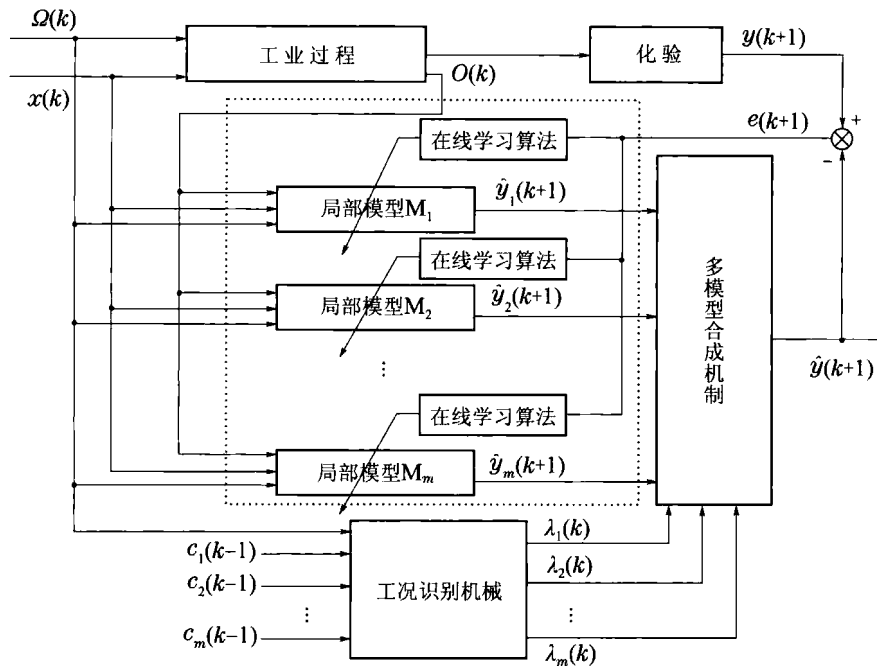 Ω(k)
工业过程
化验
y(k+1)
x(k)
O(k)
e(k+1)
+
−
在线学习算法
局部模型M₁
ŷ₁(k+1)
在线学习算法
局部模型M₂
ŷ₂(k+1)
⋮
多模型合成机制
ŷ(k+1)
在线学习算法
局部模型Mₘ
ŷₘ(k+1)
c₁(k−1)
c₂(k−1)
⋮
cₘ(k−1)
工况识别机械
λ₁(k)
λ₂(k)
⋮
λₘ(k)